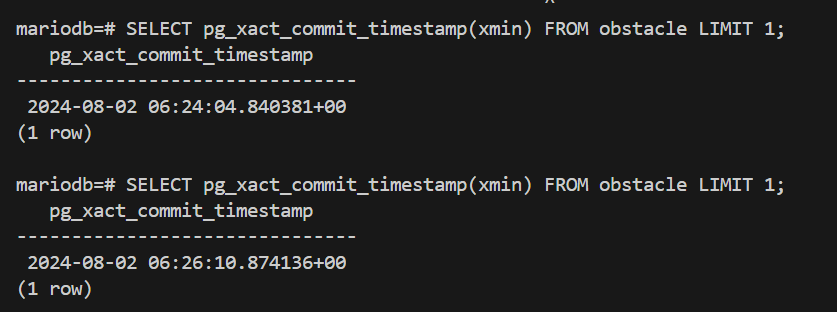 mariodb=# SELECT pg_xact_commit_timestamp(xmin) FROM obstacle LIMIT 1;
pg_xact_commit_timestamp
-------------------------------
2024-08-02 06:24:04.840381+00
(1 row)
mariodb=# SELECT pg_xact_commit_timestamp(xmin) FROM obstacle LIMIT 1;
pg_xact_commit_timestamp
-------------------------------
2024-08-02 06:26:10.874136+00
(1 row)